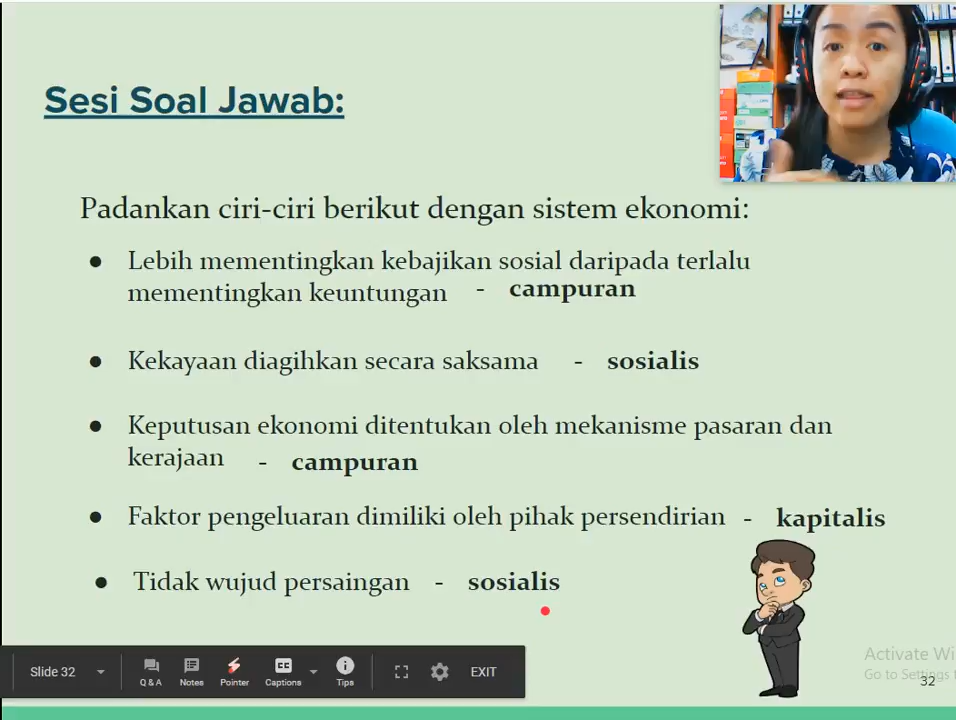 Sesi Soal Jawab:
Padankan ciri-ciri berikut dengan sistem ekonomi:
● Lebih mementingkan kebajikan sosial daripada terlalu
mementingkan keuntungan - campuran
● Kekayaan diagihkan secara saksama - sosialis
● Keputusan ekonomi ditentukan oleh mekanisme pasaran dan
kerajaan - campuran
● Faktor pengeluaran dimiliki oleh pihak persendirian - kapitalis
● Tidak wujud persaingan - sosialis
Slide 32
Q & A
Notes
Pointer
CC
Captions
Tips
EXIT
Activate Wi
Go to Settings
32